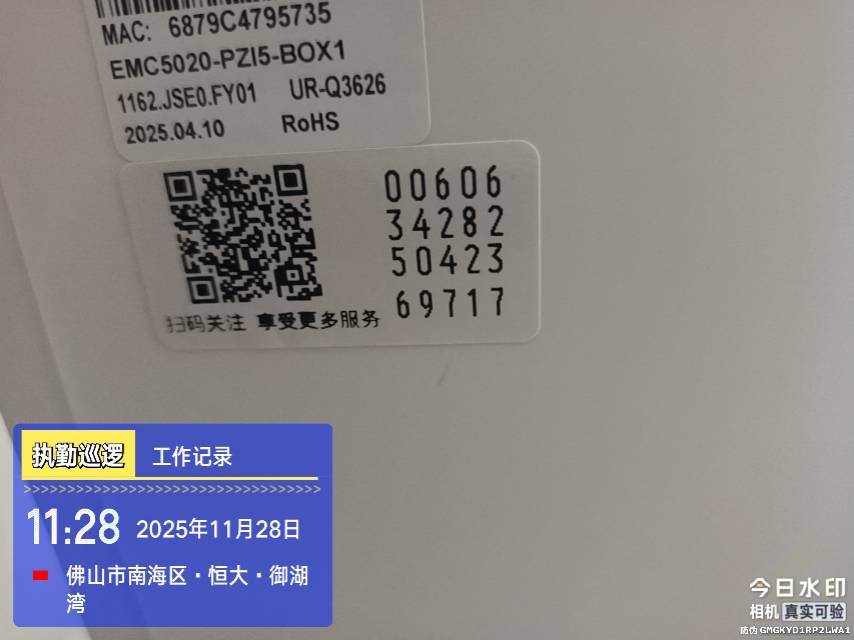 MAC: 6879C4795735
EMC5020-PZI5-BOX1
1162.JSE0.FY01 UR-Q3626
2025.04.10 RoHS
00606
34282
50423
69717
扫码关注 享受更多服务
执勤巡逻 工作记录
>>>>>>>>>>>>>>>>>>>>>>>>>>>>>>>>>>>>>>>
11:28 2025年11月28日
佛山市南海区·恒大·御湖
湾
今日水印
相机 真实可验
防伪 GMGKYD1RP2LWA1